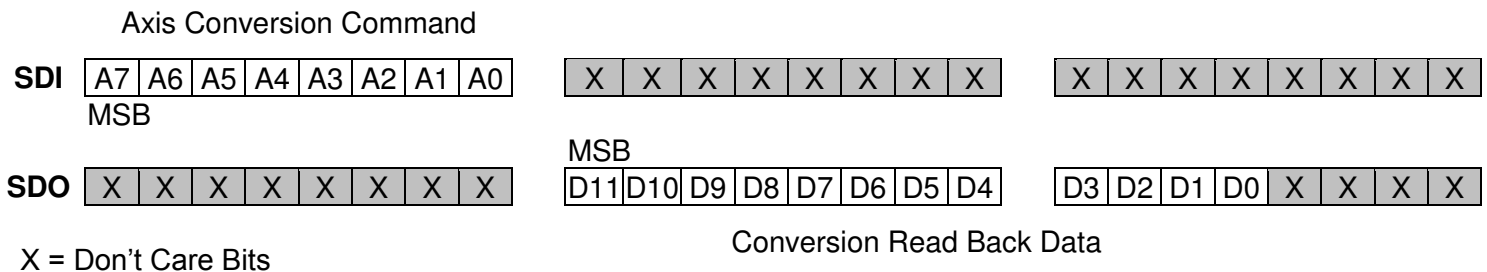 Axis Conversion Command
SDI A7 A6 A5 A4 A3 A2 A1 A0 X X X X X X X X X X X X X X X X
MSB
MSB
SDO X X X X X X X X D11 D10 D9 D8 D7 D6 D5 D4 D3 D2 D1 D0 X X X X
Conversion Read Back Data
X = Don't Care Bits